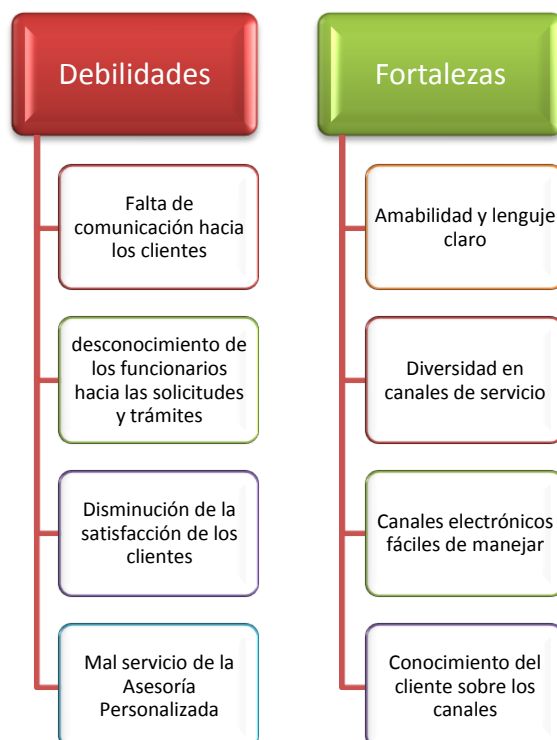 Debilidades
Falta de
comunicación hacia
los clientes
desconocimiento de
los funcionarios
hacia las solicitudes
y trámites
Disminución de la
satisfacción de los
clientes
Mal servicio de la
Asesoría
Personalizada
Fortalezas
Amabilidad y lenguje
claro
Diversidad en
canales de servicio
Canales electrónicos
fáciles de manejar
Conocimiento del
cliente sobre los
canales